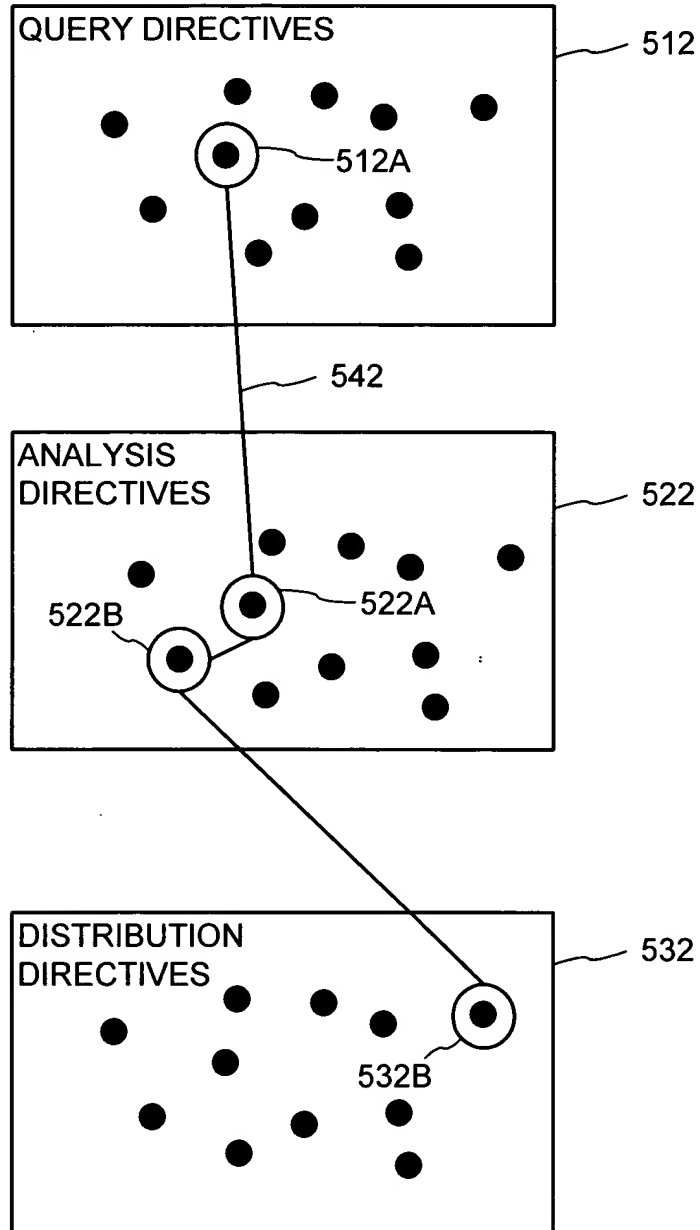 QUERY DIRECTIVES
512
512A
542
ANALYSIS
DIRECTIVES
522
522A
522B
DISTRIBUTION
DIRECTIVES
532
532B